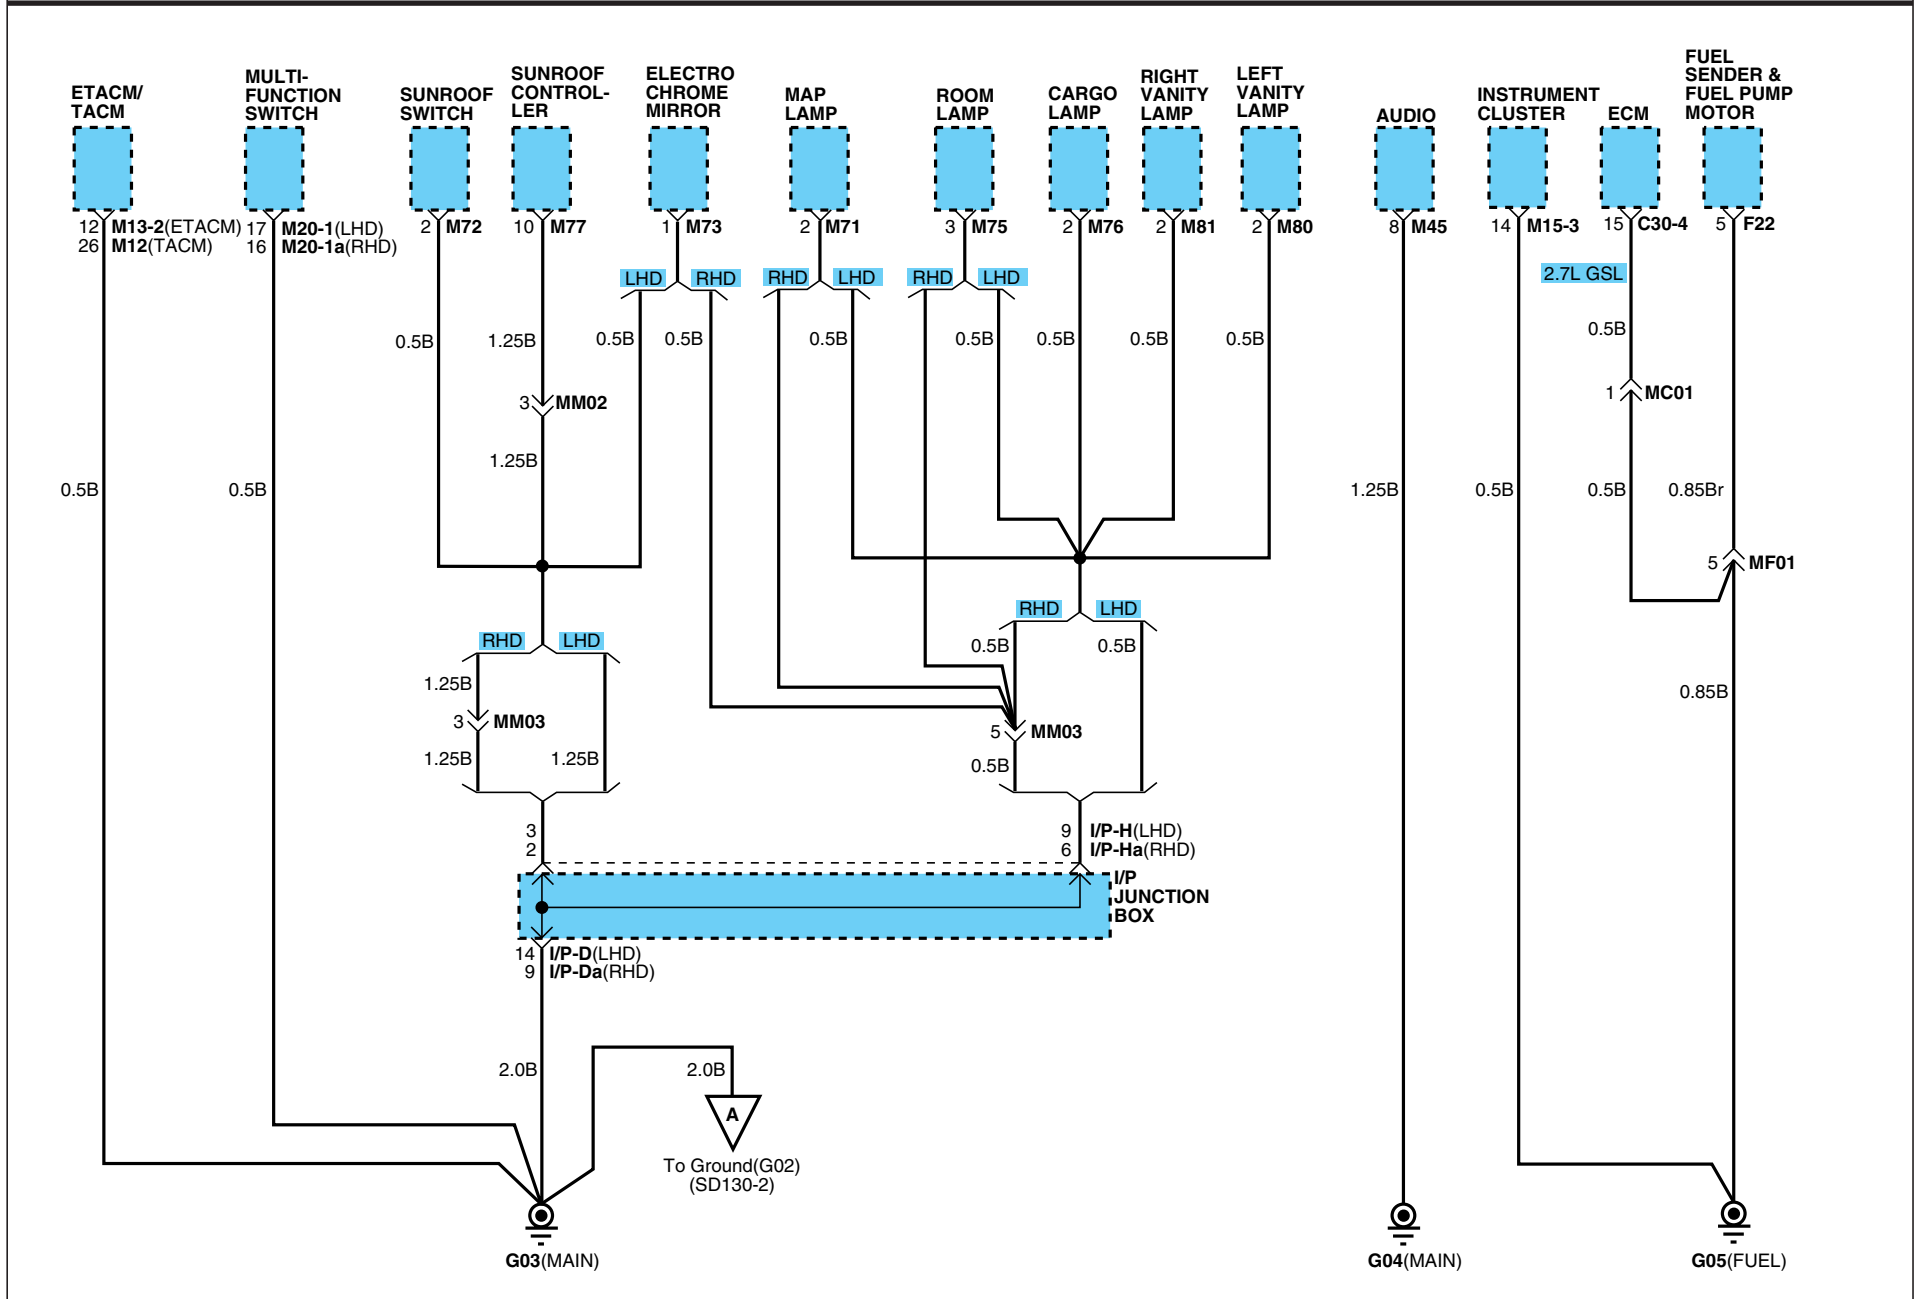 ETACM/
TACM
MULTI-
FUNCTION
SWITCH
SUNROOF
SWITCH
SUNROOF
CONTROL-
LER
ELECTRO
CHROME
MIRROR
MAP
LAMP
ROOM
LAMP
CARGO
LAMP
RIGHT
VANITY
LAMP
LEFT
VANITY
LAMP
AUDIO
INSTRUMENT
CLUSTER
ECM
FUEL
SENDER &
FUEL PUMP
MOTOR
12 M13-2(ETACM)
26 M12(TACM)
17 M20-1(LHD)
16 M20-1a(RHD)
2 M72
10 M77
1 M73
2 M71
3 M75
2 M76
2 M81
2 M80
8 M45
14 M15-3
15 C30-4
5 F22
LHD RHD
RHD LHD
RHD LHD
2.7L GSL
0.5B
1.25B
0.5B
0.5B
0.5B
0.5B
0.5B
0.5B
0.5B
0.5B
3 MM02
1 MC01
1.25B
0.5B
0.5B
1.25B
0.5B
0.5B
0.85Br
5 MF01
RHD LHD
0.5B
0.5B
RHD LHD
1.25B
3 MM03
1.25B
1.25B
5 MM03
0.5B
0.85B
3
2
9 I/P-H(LHD)
6 I/P-Ha(RHD)
I/P
JUNCTION
BOX
14 I/P-D(LHD)
9 I/P-Da(RHD)
2.0B
2.0B
A
To Ground(G02)
(SD130-2)
G03(MAIN)
G04(MAIN)
G05(FUEL)